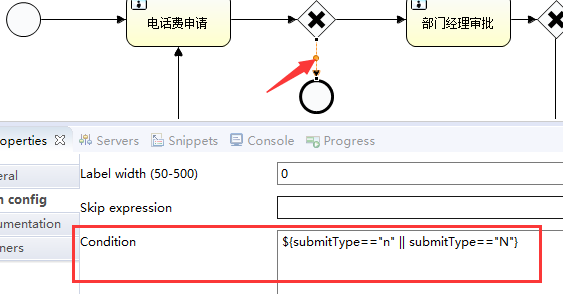 电话费申请
部门经理审批
operties
Servers
Snippets
Console
Progress
eral
Label width (50-500)
0
n config
Skip expression
umentation
Condition
${submitType=="n" || submitType=="N"}
ners